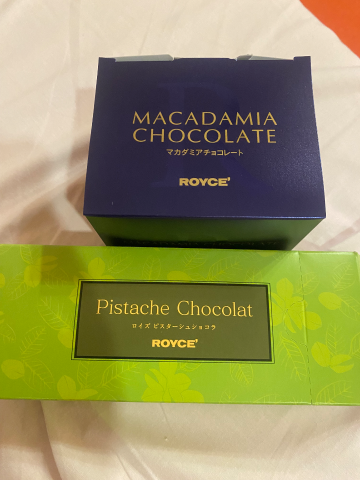 MACADAMIA
CHOCOLATE
マカダミアチョコレート
ROYCE'
Pistache Chocolat
ロイズ ピスターシュショコラ
ROYCE'